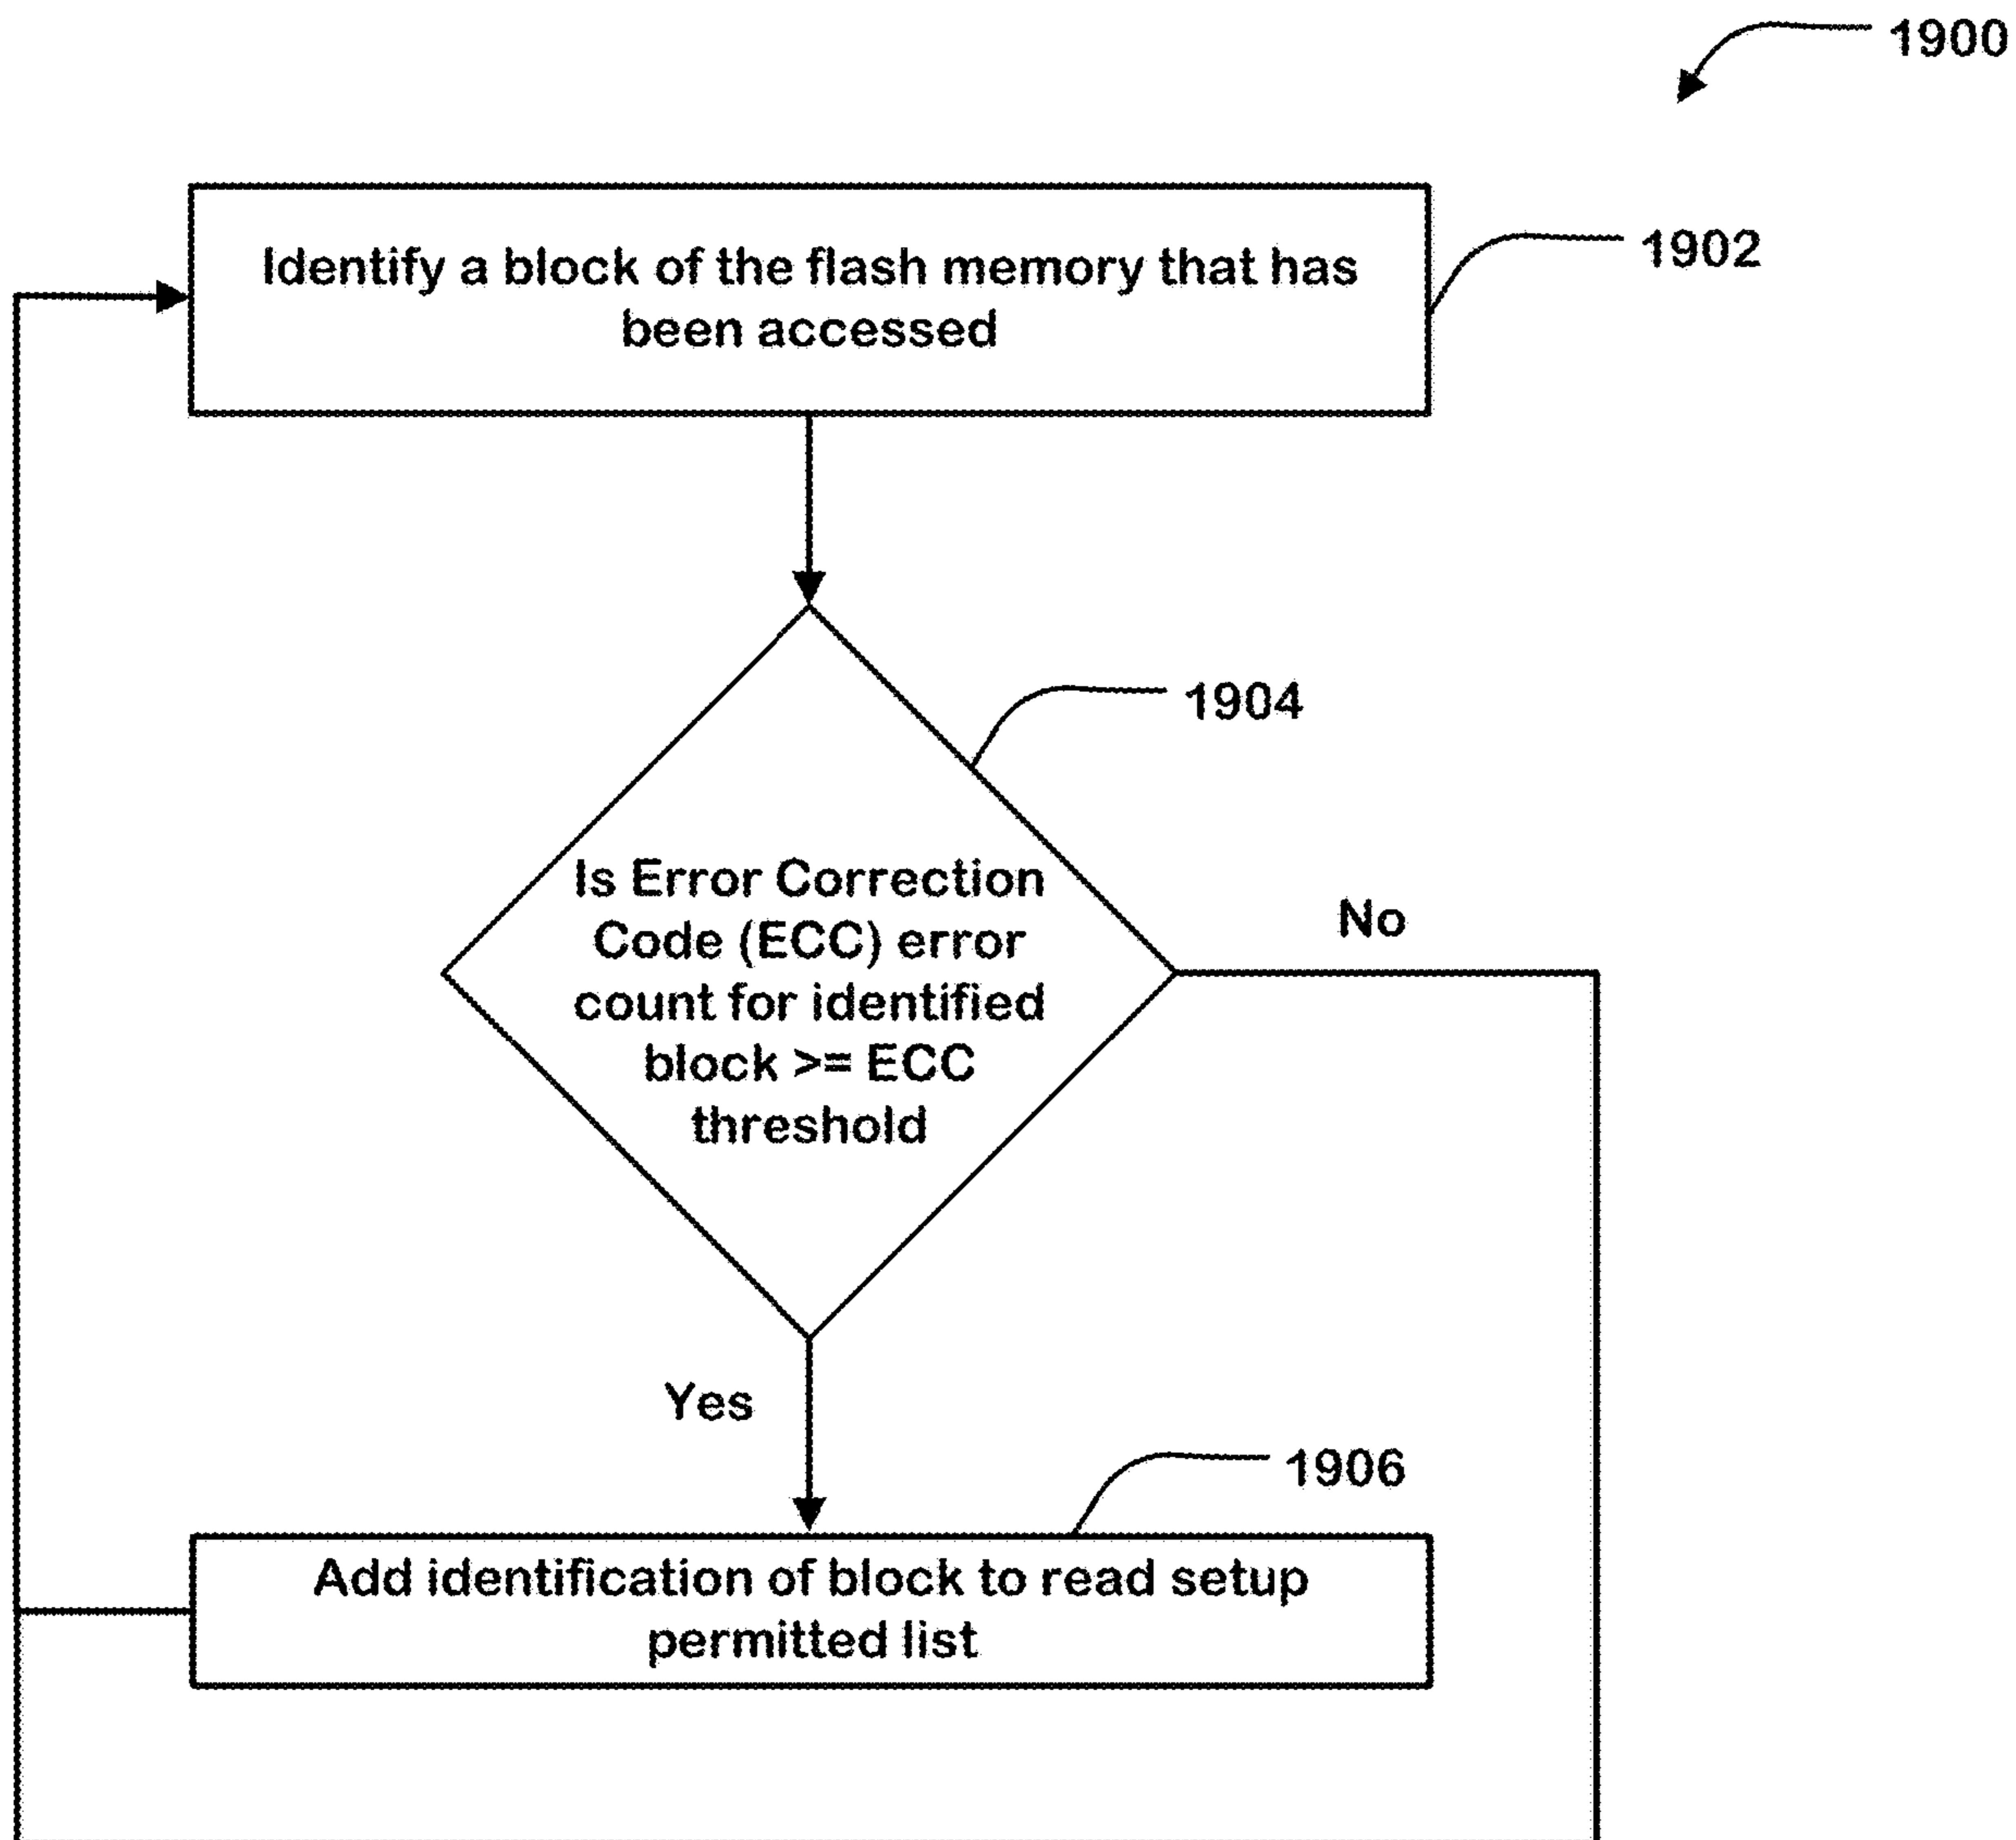 1900
Identify a block of the flash memory that has
been accessed
1902
1904
Is Error Correction
Code (ECC) error
count for identified
block >= ECC
threshold
No
Yes
1906
Add identification of block to read setup
permitted list